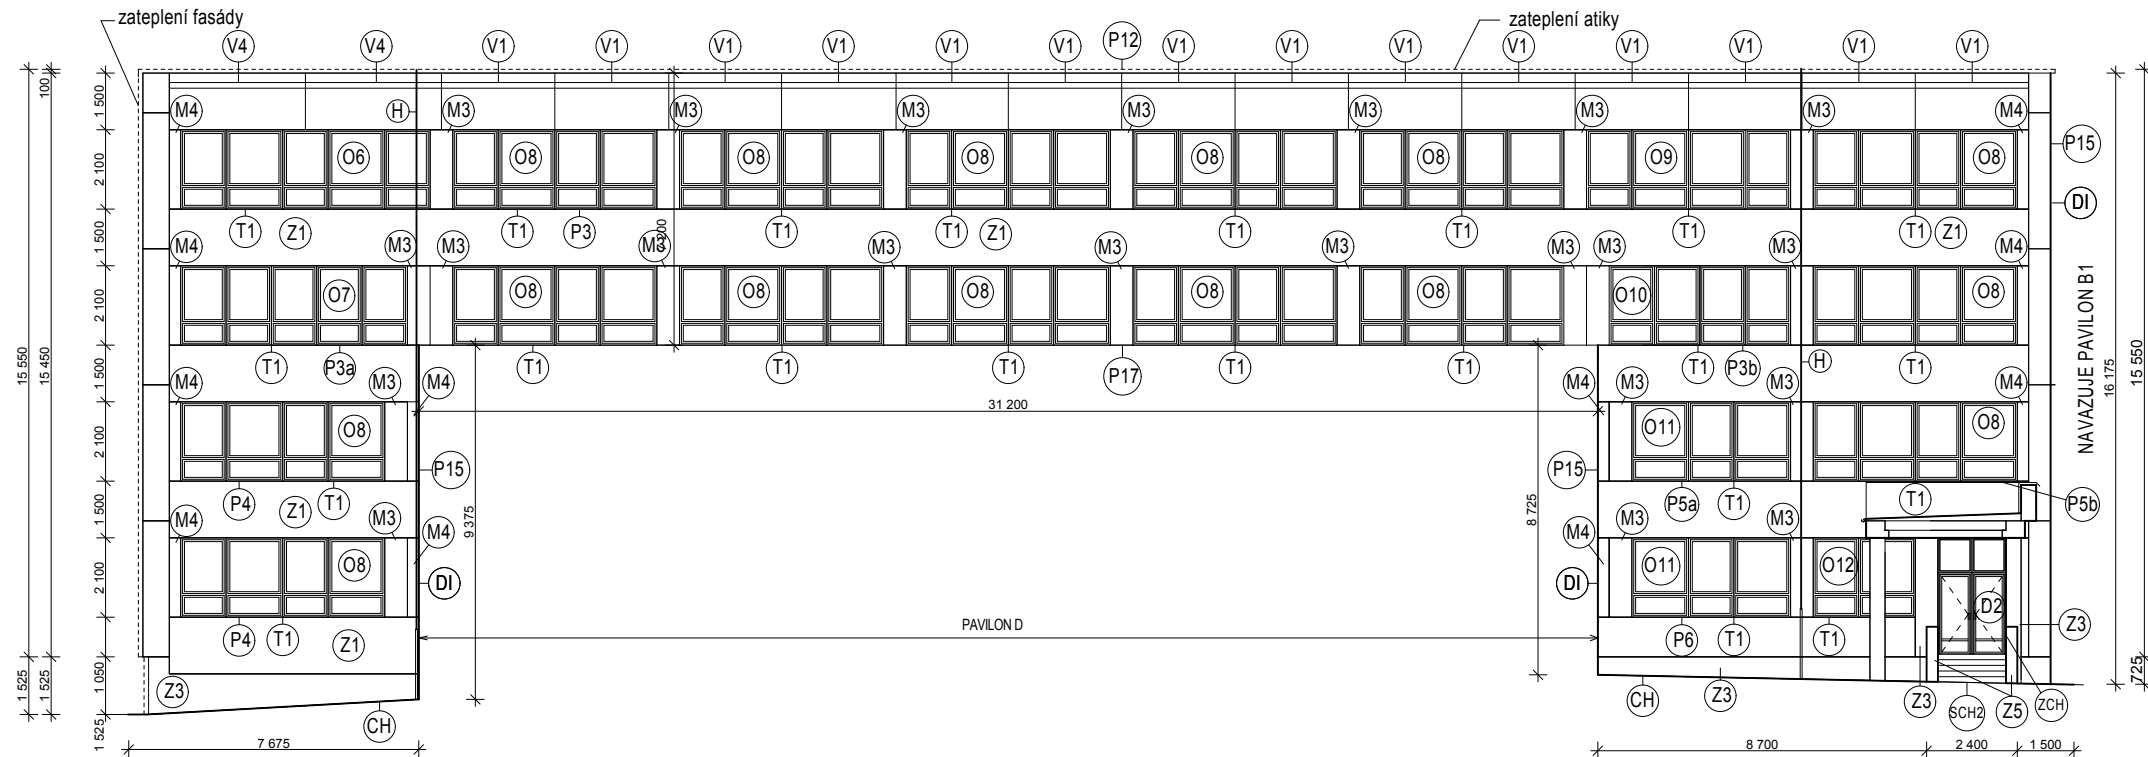 zateplení fasády
zateplení atiky
V4 V4 V1 V1 V1 V1 V1 V1 P12 V1 V1 V1 V1 V1 V1 V1 V1
M4 H M3 M3 M3 M3 M3 M3 M3 M4
O6 O8 O8 O8 O8 O8 O9 O8
P15
DI
T1 Z1 T1 P3 T1 T1 Z1 T1 T1 T1 T1 Z1
M4 M3 M3 M3 M3 M3 M3 M3 M3 M3 M4
O7 O8 O8 O8 O8 O8 O10 O8
T1 P3a T1 T1 T1 P17 T1 T1 T1 P3b H T1
M4 M3 M4 M4 M3 M3 M4
31 200
O8 O11 O8
P15 P15
P4 Z1 T1 P5a T1 T1 P5b
M4 M3 M4 M4 M3 M3
O8 O11 O12 D2
DI DI
P4 T1 Z1 P6 T1 T1 Z3
PAVILON D
Z3 CH CH Z3 Z3 SCH2 Z5 ZCH
7 675
8 700
2 400
1 500
15 550
1 525
15 450
100
1 525
1 500
2 100
1 500
2 100
1 500
2 100
1 500
2 100
1 050
1 525
9 375
8 725
NAVAZUJE PAVILON B1
16 175
15 550
725